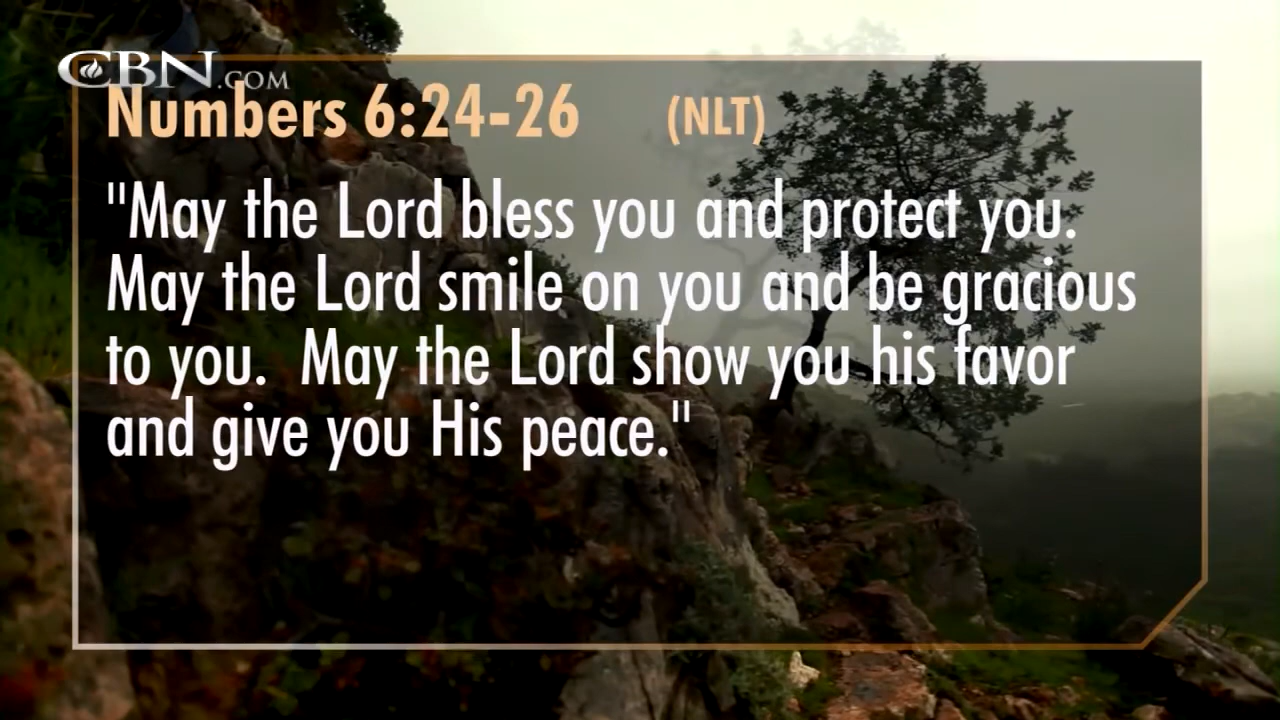 CBN.COM
Numbers 6:24-26 (NLT)
"May the Lord bless you and protect you.
May the Lord smile on you and be gracious
to you. May the Lord show you his favor
and give you His peace."